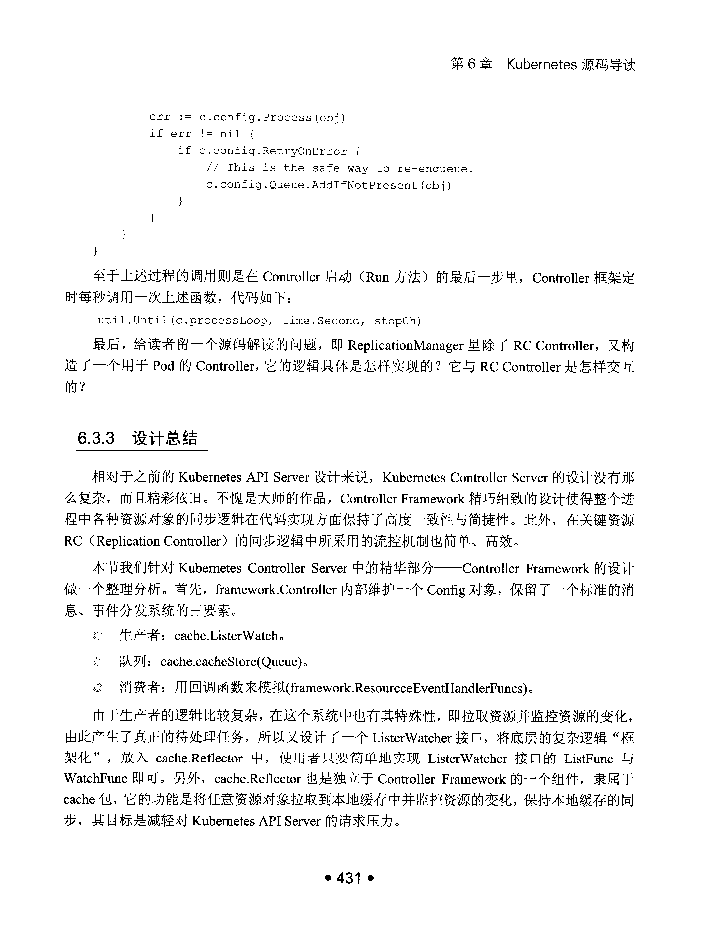 第 6 章 Kubernetes 源码导读
err := c.config.Process(obj)
if err != nil {
if c.config.RetryOnError {
// This is the safe way to re-enqueue.
c.config.Queue.AddIfNotPresent(obj)
}
}
}
}
至于上述过程的调用则是在 Controller 启动（Run 方法）的最后一步里，Controller 框架定
时每秒调用一次上述函数，代码如下：
util.Until(c.processLoop, time.Second, stopCh)
最后，给读者留一个源码解读的问题，即 ReplicationManager 里除了 RC Controller，又构
造了一个用于 Pod 的 Controller，它的逻辑具体是怎样实现的？它与 RC Controller 是怎样交互
的？
6.3.3 设计总结
相对于之前的 Kubernetes API Server 设计来说，Kubernetes Controller Server 的设计没有那
么复杂，而且精彩依旧。不愧是大师的作品，Controller Framework 精巧细致的设计使得整个进
程中各种资源对象的同步逻辑在代码实现方面保持了高度一致性与简捷性。此外，在关键资源
RC（Replication Controller）的同步逻辑中所采用的流控机制也简单、高效。
本节我们针对 Kubernetes Controller Server 中的精华部分——Controller Framework 的设计
做一个整理分析。首先，framework.Controller 内部维护一个 Config 对象，保留了一个标准的消
息、事件分发系统的三要素。
◎ 生产者：cache.ListerWatch。
◎ 队列：cache.cacheStore(Queue)。
◎ 消费者：用回调函数来模拟(framework.ResourceEventHandlerFuncs)。
由于生产者的逻辑比较复杂，在这个系统中也有其特殊性，即拉取资源并监控资源的变化，
由此产生了真正的待处理任务，所以又设计了一个 ListerWatcher 接口，将底层的复杂逻辑“框
架化”，放入 cache.Reflector 中，使用者只要简单地实现 ListerWatcher 接口的 ListFunc 与
WatchFunc 即可。另外，cache.Reflector 也是独立于 Controller Framework 的一个组件，隶属于
cache 包，它的功能是将任意资源对象拉取到本地缓存中并监控资源的变化，保持本地缓存的同
步，其目标是减轻对 Kubernetes API Server 的请求压力。
• 431 •